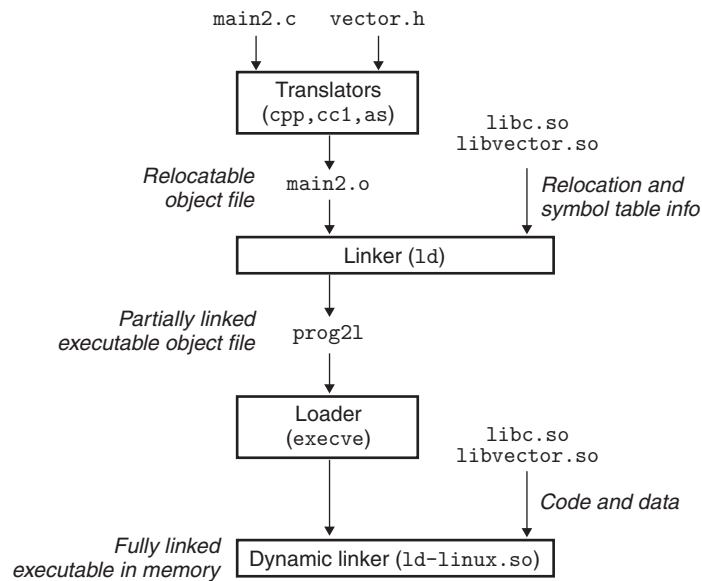 main2.c vector.h
Translators
(cpp,cc1,as)
libc.so
libvector.so
Relocatable
object file
main2.o
Relocation and
symbol table info
Linker (ld)
Partially linked
executable object file
prog2l
Loader
(execve)
libc.so
libvector.so
Code and data
Fully linked
executable in memory
Dynamic linker (ld-linux.so)